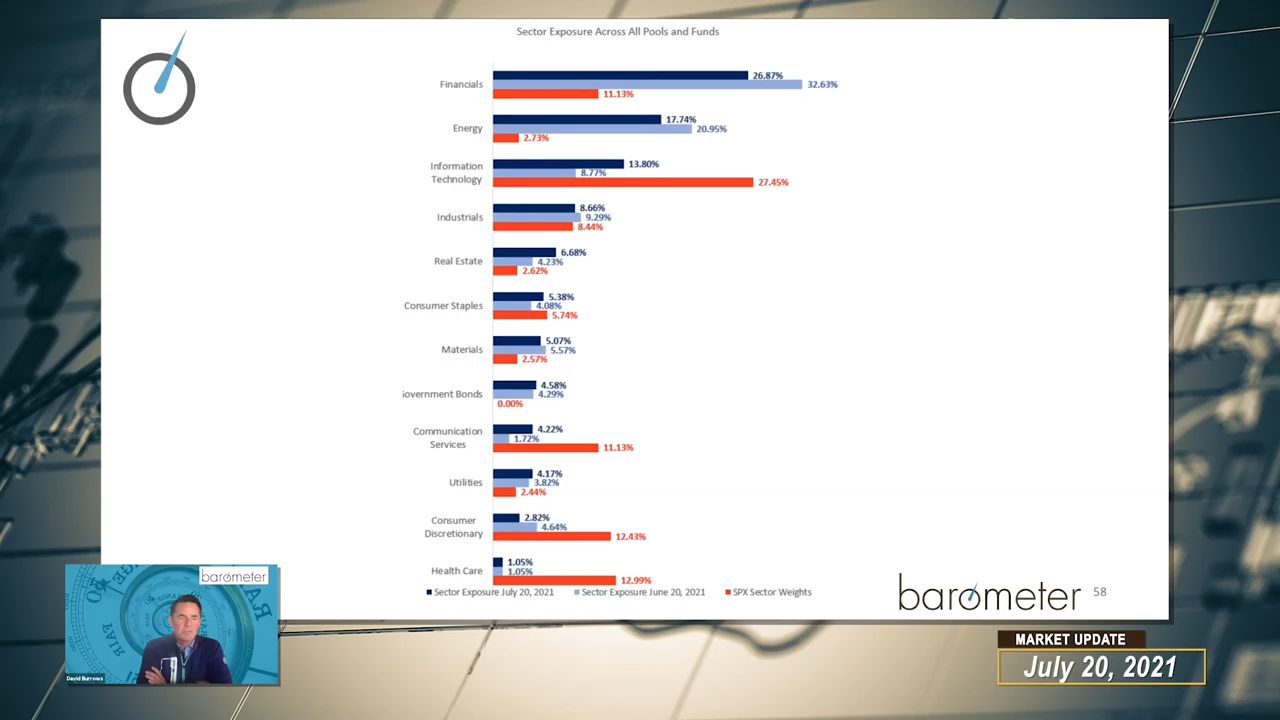 Sector Exposure Across All Pools and Funds
Financials
26.87%
32.63%
11.13%
Energy
17.74%
20.95%
2.73%
Information
Technology
13.80%
8.77%
27.45%
Industrials
8.66%
9.29%
8.44%
Real Estate
6.68%
4.23%
2.62%
Consumer Staples
5.38%
4.08%
5.74%
Materials
5.07%
5.57%
2.57%
overnment Bonds
4.58%
4.29%
0.00%
Communication
Services
4.22%
1.72%
11.13%
Utilities
4.17%
3.82%
2.44%
Consumer
Discretionary
2.82%
4.64%
12.43%
Health Care
1.05%
1.05%
12.99%
Sector Exposure July 20, 2021 Sector Exposure June 20, 2021 SPX Sector Weights
barometer 58
barometer
FAIR
David Burrows
MARKET UPDATE
July 20, 2021